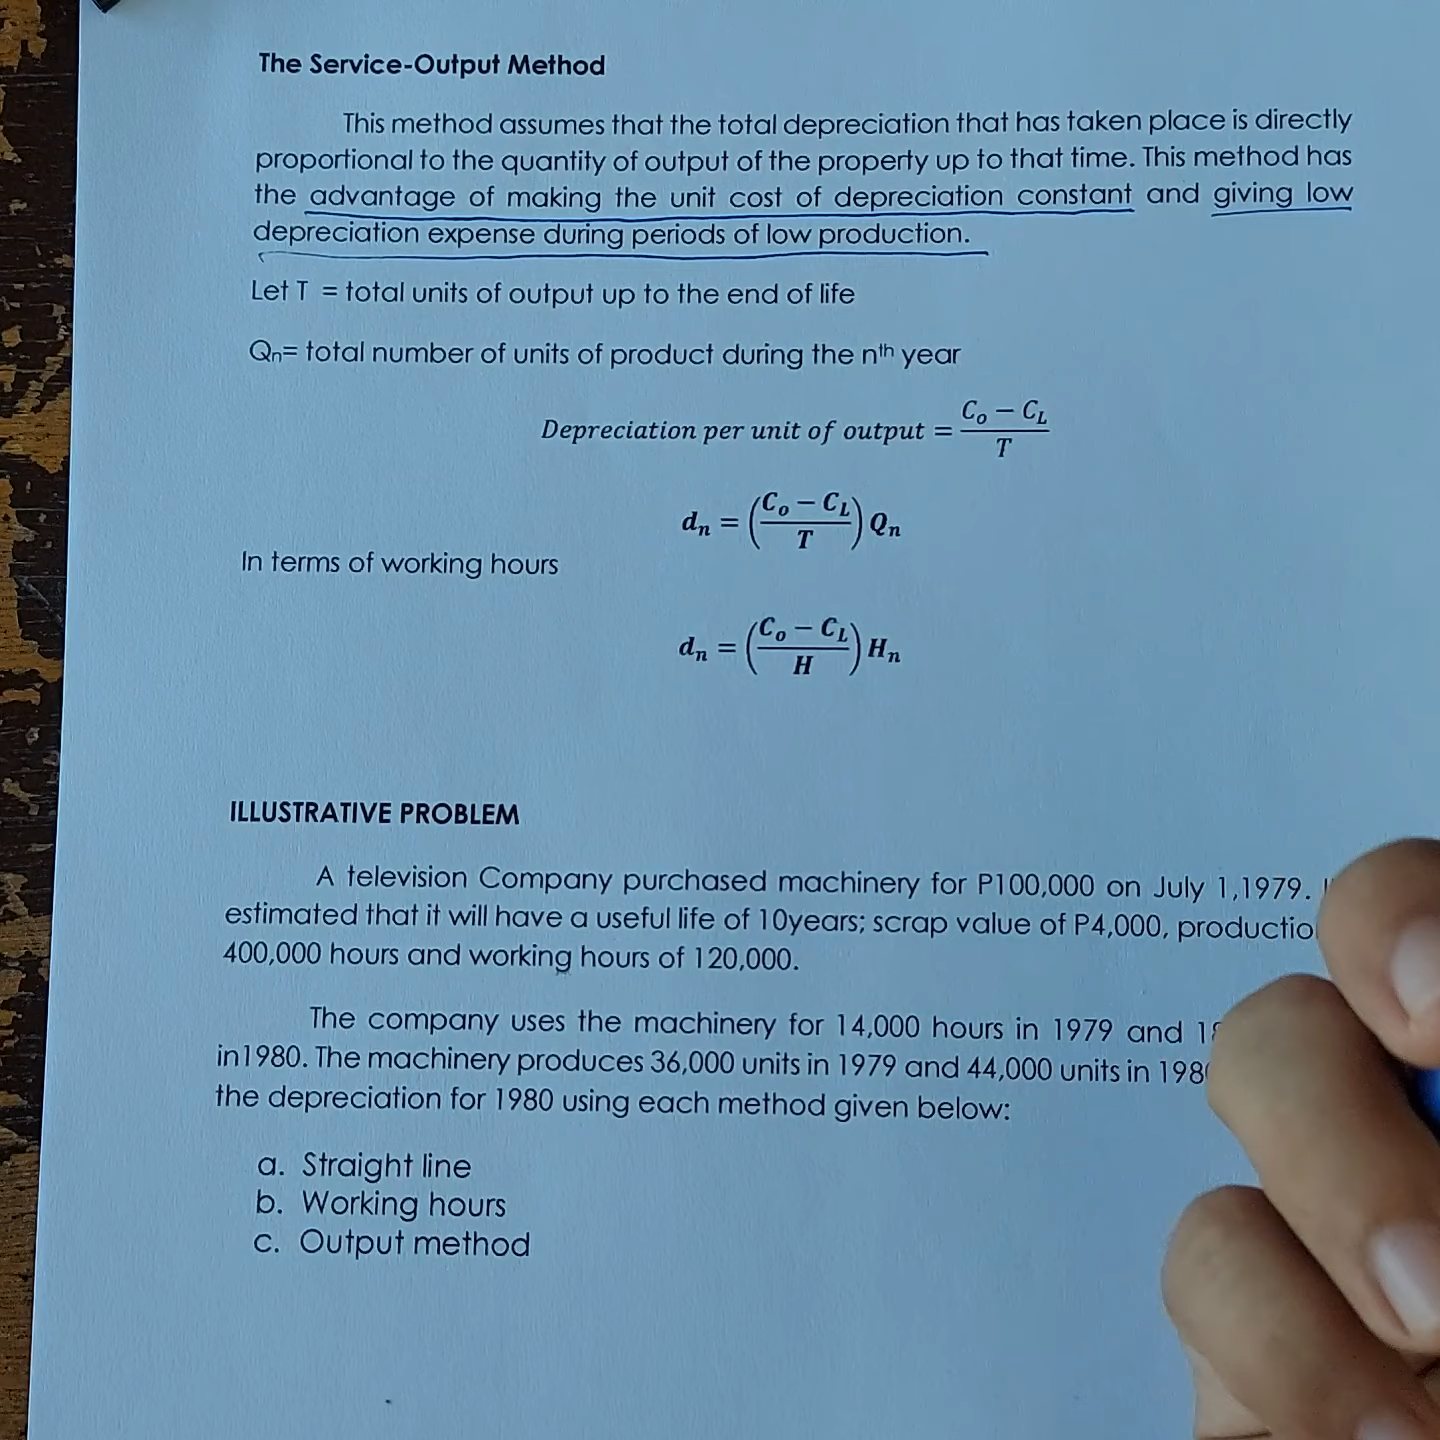 The Service-Output Method
This method assumes that the total depreciation that has taken place is directly
proportional to the quantity of output of the property up to that time. This method has
the advantage of making the unit cost of depreciation constant and giving low
depreciation expense during periods of low production.
Let T = total units of output up to the end of life
Qn= total number of units of product during the nth year
Depreciation per unit of output = Co − CL / T
dn = (Co − CL / T) Qn
In terms of working hours
dn = (Co − CL / H) Hn
ILLUSTRATIVE PROBLEM
A television Company purchased machinery for P100,000 on July 1,1979.
estimated that it will have a useful life of 10years; scrap value of P4,000,
400,000 hours and working hours of 120,000.
The company uses the machinery for 14,000 hours in 1979 and
in1980. The machinery produces 36,000 units in 1979 and 44,000 units in
the depreciation for 1980 using each method given below:
a. Straight line
b. Working hours
c. Output method